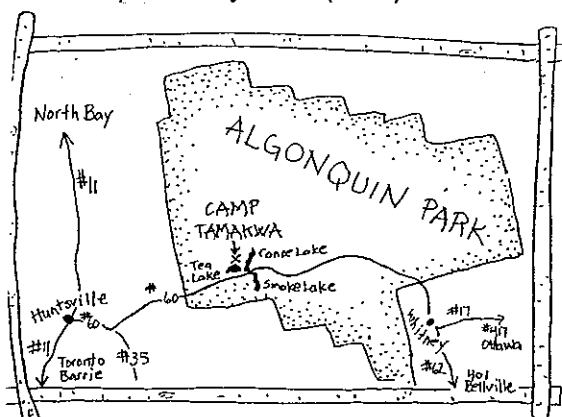 North Bay
#11
ALGONQUIN PARK
CAMP
TAMAKWA
Canoe Lake
Tea
Lake
Smoke Lake
#
60
Huntsville
#60
#11
Toronto
Barrie
#35
Whitney
#17
#417
Ottawa
#62
401
Bellville